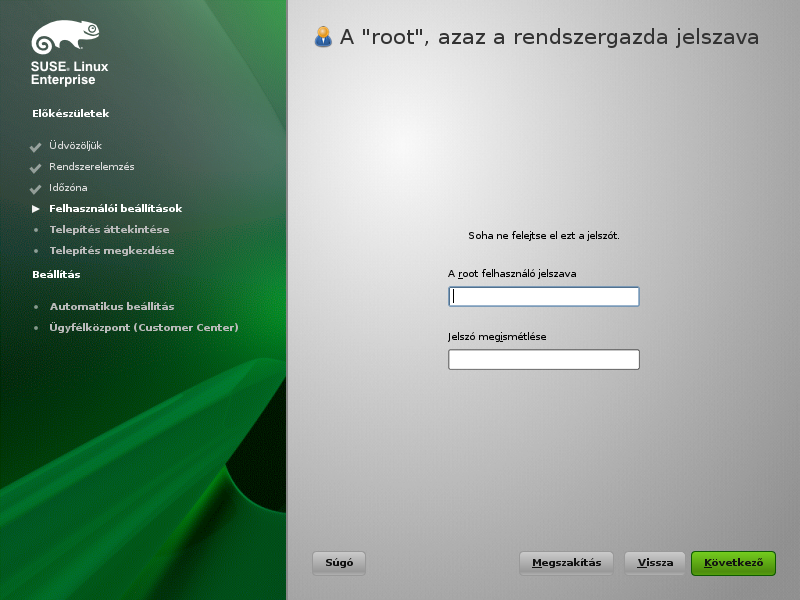 SUSE. Linux
Enterprise
Előkészületek
Üdvözöljük
Rendszerelemzés
Időzóna
Felhasználói beállítások
Telepítés áttekintése
Telepítés megkezdése
Beállítás
Automatikus beállítás
Ügyfélközpont (Customer Center)
A "root", azaz a rendszergazda jelszava
Soha ne felejtse el ezt a jelszót.
A root felhasználó jelszava
Jelszó megismétlése
Súgó
Megszakítás
Vissza
Következő